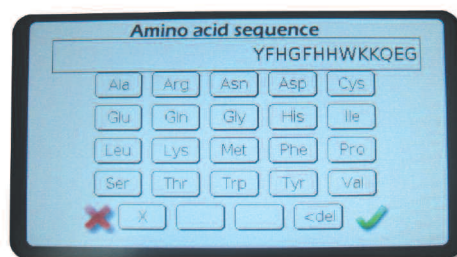 Amino acid sequence
YFHGFHHWKKQEG
Ala Arg Asn Asp Cys
Glu Gln Gly His Ile
Leu Lys Met Phe Pro
Ser Thr Trp Tyr Val
X <del